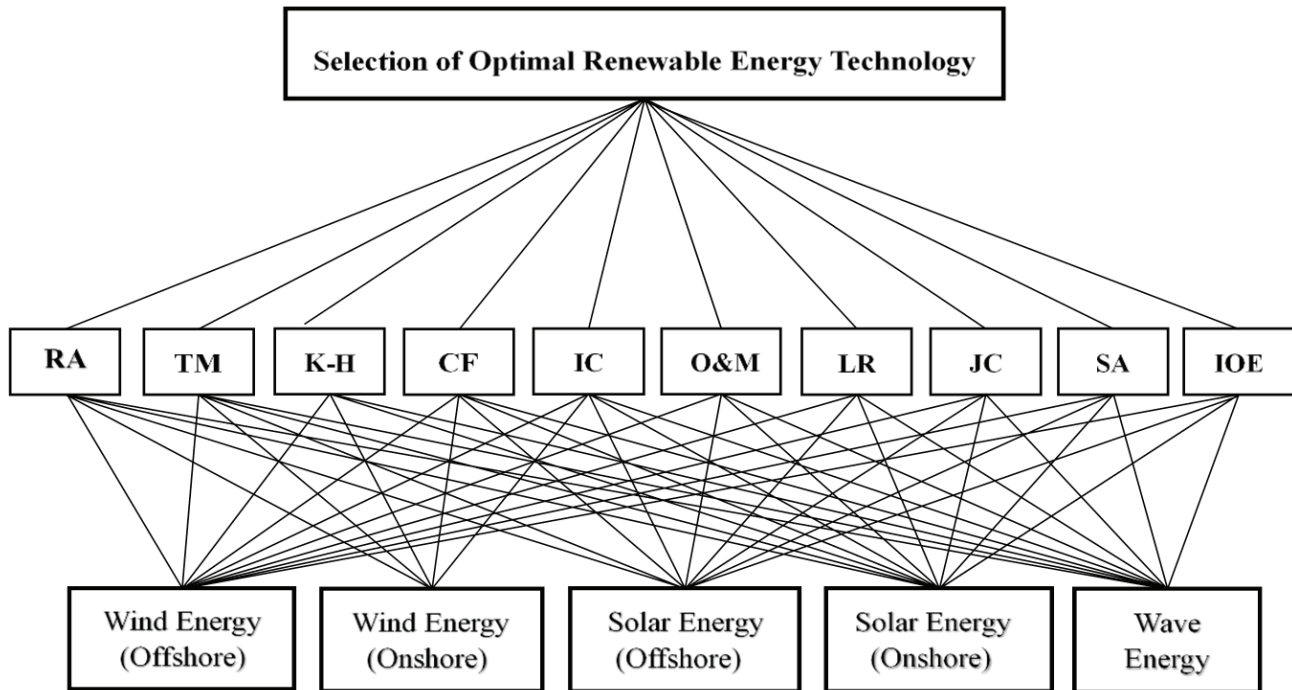 Selection of Optimal Renewable Energy Technology
RA
TM
K-H
CF
IC
O&M
LR
JC
SA
IOE
Wind Energy
(Offshore)
Wind Energy
(Onshore)
Solar Energy
(Offshore)
Solar Energy
(Onshore)
Wave
Energy